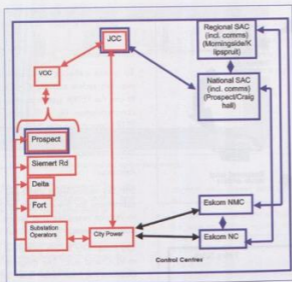 JCC
Regional SAC
(incl. comms)
(Morningside/K
lipspruit)
VOC
National SAC
(incl. comms)
(Prospect/Craig
hall)
Prospect
Siemert Rd
Delta
Fort
Substation
Operators
City Power
Eskom NMC
Eskom NC
Control Centres